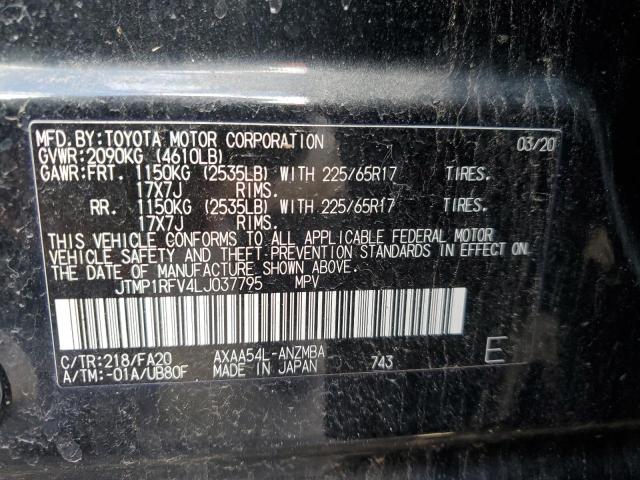 MFD.BY:TOYOTA MOTOR CORPORATION 03/20
GVWR:2090KG (4610LB)
GAWR:FRT. 1150KG (2535LB) WITH 225/65R17 TIRES.
17X7J RIMS.
RR. 1150KG (2535LB) WITH 225/65R17 TIRES.
17X7J RIMS.
THIS VEHICLE CONFORMS TO ALL APPLICABLE FEDERAL MOTOR
VEHICLE SAFETY AND THEFT-PREVENTION STANDARDS IN EFFECT ON
THE DATE OF MANUFACTURE SHOWN ABOVE.
JTMP1RFV4LJ037795 MPV
C/TR:218/FA20 AXAA54L-ANZMBA 743 E
A/TM:-01A/UB80F MADE IN JAPAN